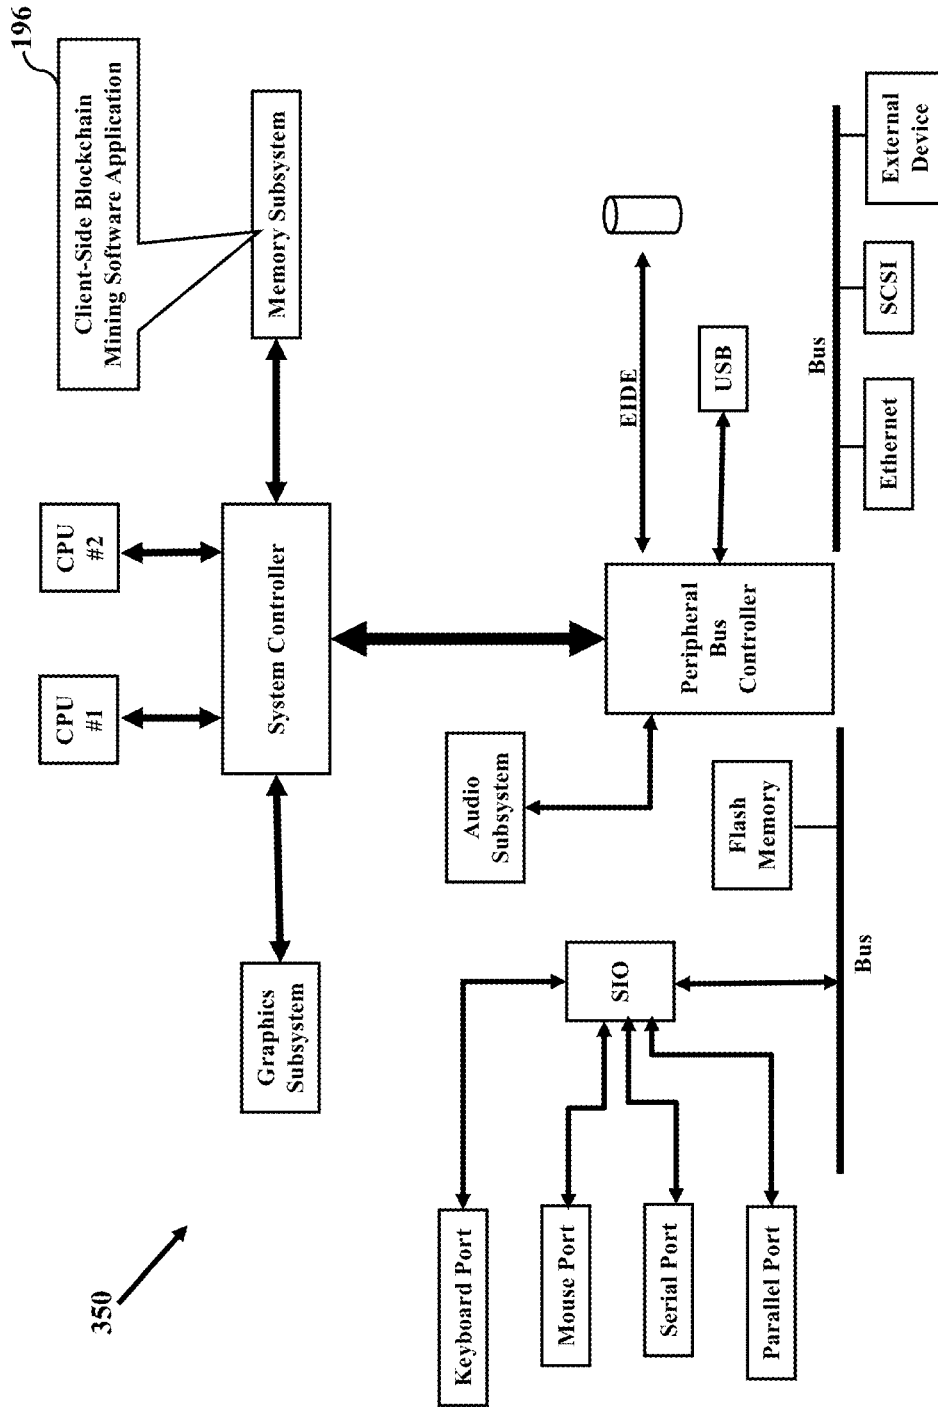 350
196
Client-Side Blockchain
Mining Software Application
CPU
#1
CPU
#2
Graphics
Subsystem
System Controller
Memory Subsystem
Keyboard Port
Mouse Port
Serial Port
Parallel Port
SIO
Audio
Subsystem
Flash
Memory
Peripheral
Bus
Controller
EIDE
USB
Bus
Bus
Ethernet
SCSI
External
Device